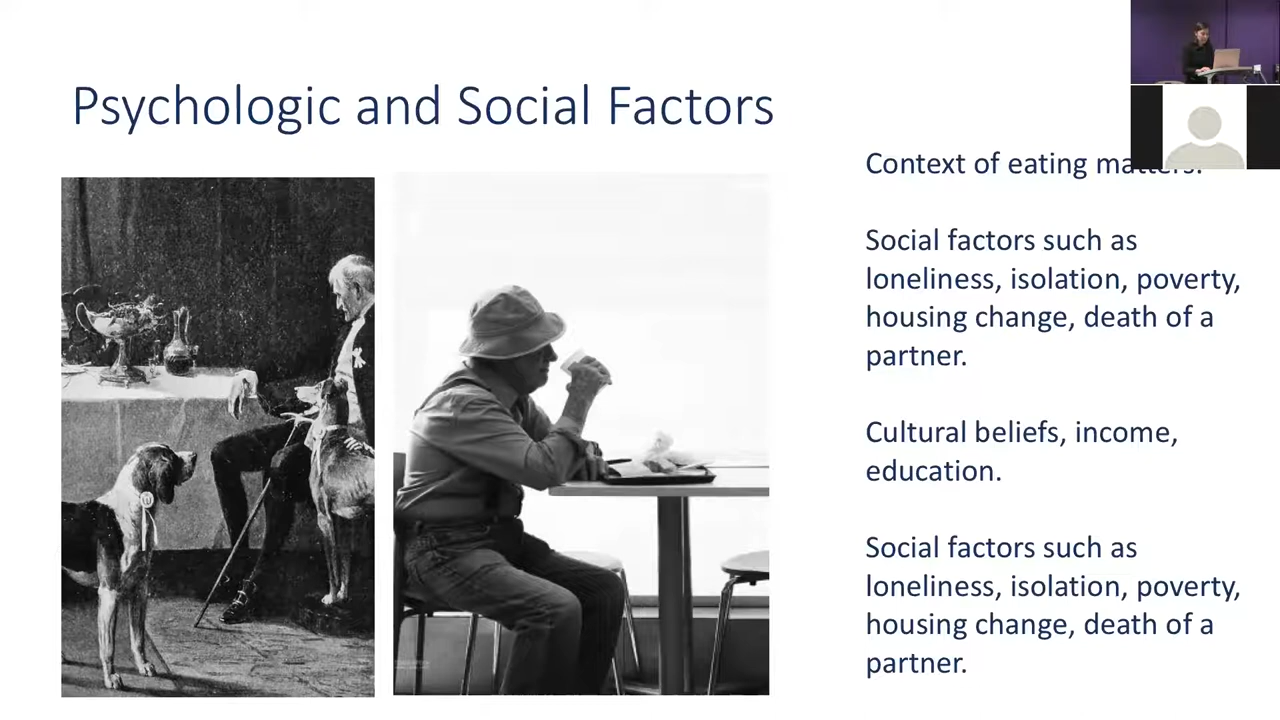 Psychologic and Social Factors
Context of eating matters.
Social factors such as
loneliness, isolation, poverty,
housing change, death of a
partner.
Cultural beliefs, income,
education.
Social factors such as
loneliness, isolation, poverty,
housing change, death of a
partner.